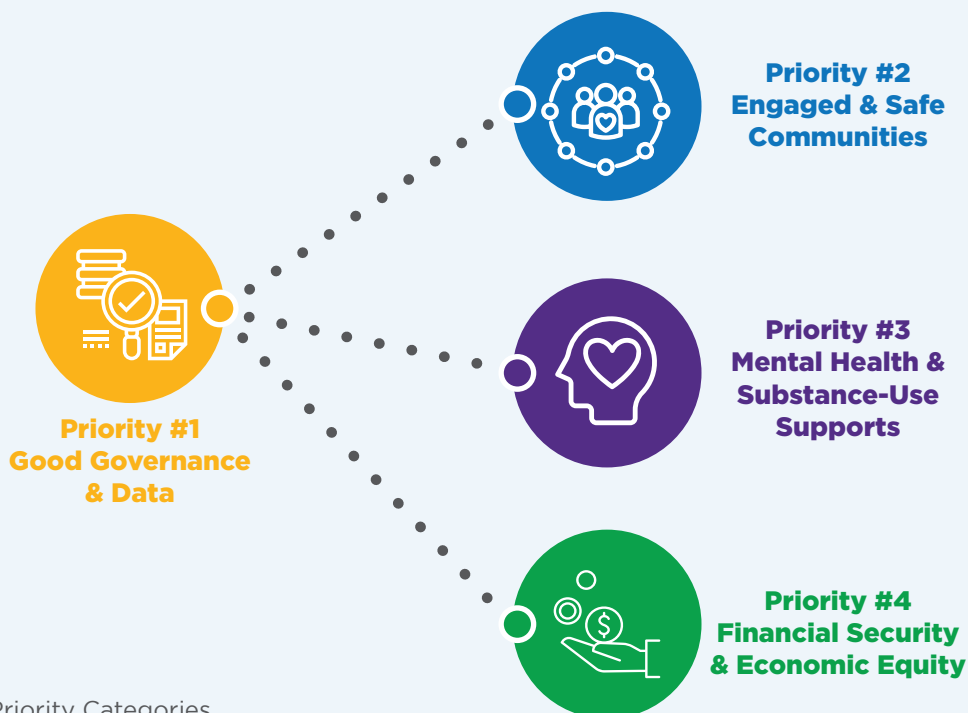 Priority #1
Good Governance
& Data
Priority #2
Engaged & Safe
Communities
Priority #3
Mental Health &
Substance-Use
Supports
Priority #4
Financial Security
& Economic Equity
$
Priority Categories